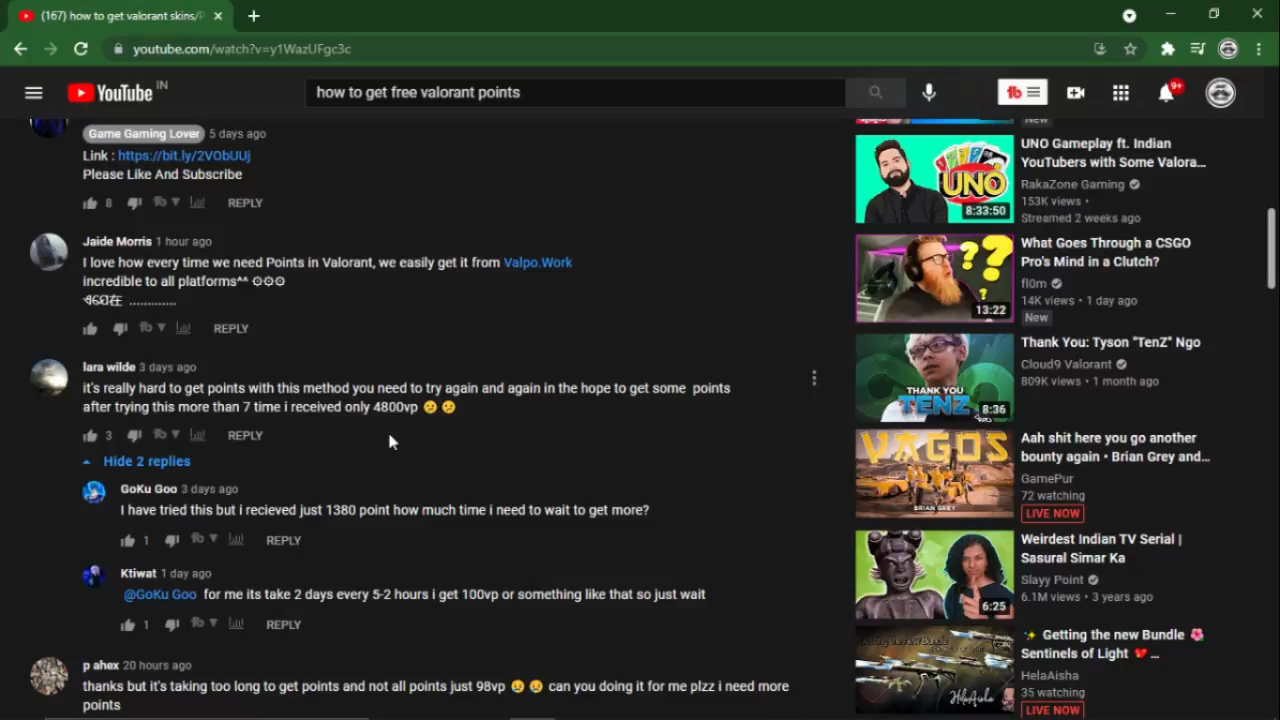 (167) how to get valorant skins/
youtube.com/watch?v=y1WazUFgc3c
YouTube IN
how to get free valorant points
9+
Game Gaming Lover 5 days ago
Link : https://bit.ly/2VObUUj
Please Like And Subscribe
8 REPLY
Jaide Morris 1 hour ago
I love how every time we need Points in Valorant, we easily get it from Valpo.Work
incredible to all platforms^^
.............
REPLY
lara wilde 3 days ago
it's really hard to get points with this method you need to try again and again in the hope to get some points
after trying this more than 7 time i received only 4800vp 😕 😕
3 REPLY
Hide 2 replies
GoKu Goo 3 days ago
I have tried this but i recieved just 1380 point how much time i need to wait to get more?
1 REPLY
Ktiwat 1 day ago
@GoKu Goo for me its take 2 days every 5-2 hours i get 100vp or something like that so just wait
1 REPLY
p ahex 20 hours ago
thanks but it's taking too long to get points and not all points just 98vp 😢 😢 can you doing it for me plzz i need more
points
New
UNO
8:33:50
UNO Gameplay ft. Indian
YouTubers with Some Valora...
RakaZone Gaming
153K views •
Streamed 2 weeks ago
13:22
What Goes Through a CSGO
Pro's Mind in a Clutch?
fl0m
14K views • 1 day ago
New
THANK YOU
TENZ
8:36
Thank You: Tyson "TenZ" Ngo
Cloud9 Valorant
809K views • 1 month ago
VAGOS
BRIAN GREY
Aah shit here you go another
bounty again • Brian Grey and...
GamePur
72 watching
LIVE NOW
6:25
Weirdest Indian TV Serial |
Sasural Simar Ka
Slayy Point
6.1M views • 3 years ago
HelaAisha
✨ Getting the new Bundle 🌺
Sentinels of Light ❤️ ...
HelaAisha
35 watching
LIVE NOW